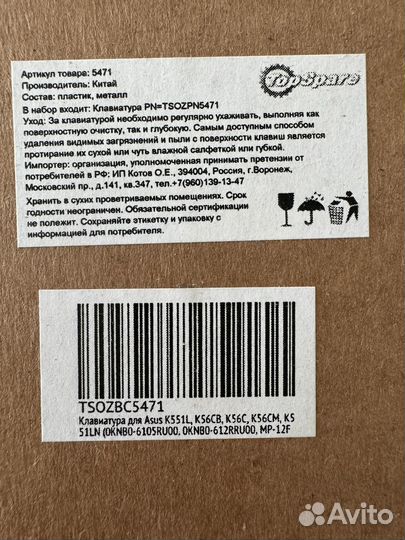 Артикул товара: 5471
TopSpare
Производитель: Китай
Состав: пластик, металл
В набор входит: Клавиатура PN=TSOZPN5471
Уход: За клавиатурой необходимо регулярно ухаживать, выполняя как
поверхностную очистку, так и глубокую. Самым доступным способом
удаления видимых загрязнений и пыли с поверхности клавиш является
протирание их сухой или чуть влажной салфеткой или губкой.
Импортер: организация, уполномоченная принимать претензии от
потребителей в РФ: ИП Котов О.Е., 394004, Россия, г.Воронеж,
Московский пр., д.141, кв.347, тел.+7(960)139-13-47
Хранить в сухих проветриваемых помещениях. Срок
годности неограничен. Обязательной сертификации
не полежит. Сохраняйте этикетку и упаковку с
информацией для потребителя.
TSOZBC5471
Клавиатура для Asus K551L, K56CB, K56C, K56CM, K5
51LN (0KNB0-6105RU00, 0KNB0-612RRU00, MP-12F
Avito